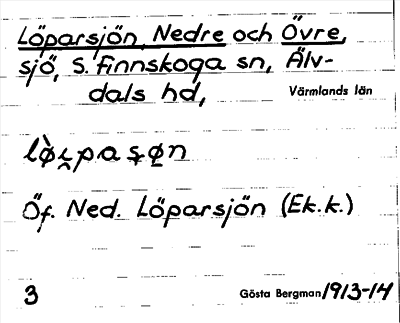 Löparsjön, Nedre och Övre,
sjö, S. Finnskoga sn, Älv-
dals hd, Värmlands län
Öf. Ned. Löparsjön (Ek.k.)
3 Gösta Bergman 1913-14